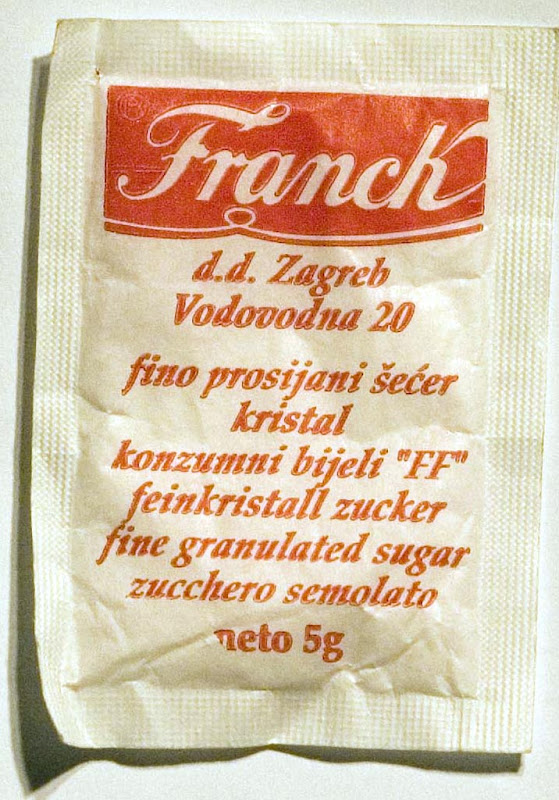 ®
Franck
d.d. Zagreb
Vodovodna 20
fino prosijani šećer
kristal
konzumni bijeli "FF"
feinkristall zucker
fine granulated sugar
zucchero semolato
neto 5g